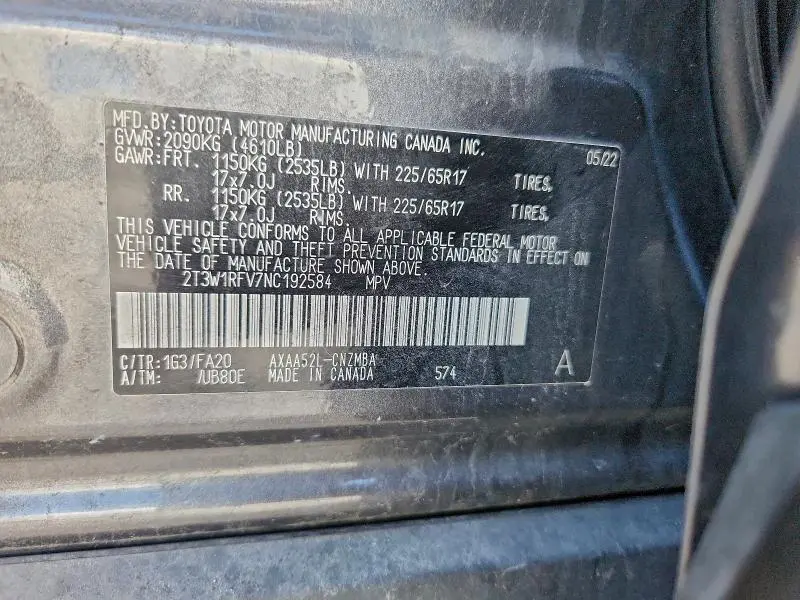 MFD.BY:TOYOTA MOTOR MANUFACTURING CANADA INC.
GVWR:2090KG (4610LB) 05/22
GAWR:FRT. 1150KG (2535LB) WITH 225/65R17 TIRES,
17x7.0J RIMS.
RR. 1150KG (2535LB) WITH 225/65R17 TIRES,
17x7.0J RIMS.
THIS VEHICLE CONFORMS TO ALL APPLICABLE FEDERAL MOTOR
VEHICLE SAFETY AND THEFT PREVENTION STANDARDS IN EFFECT ON
THE DATE OF MANUFACTURE SHOWN ABOVE.
2T3W1RFV7NC192584 MPV
C/TR:1G3/FA20 AXAA52L-CNZMBA A
A/TM: /UB80E MADE IN CANADA 574